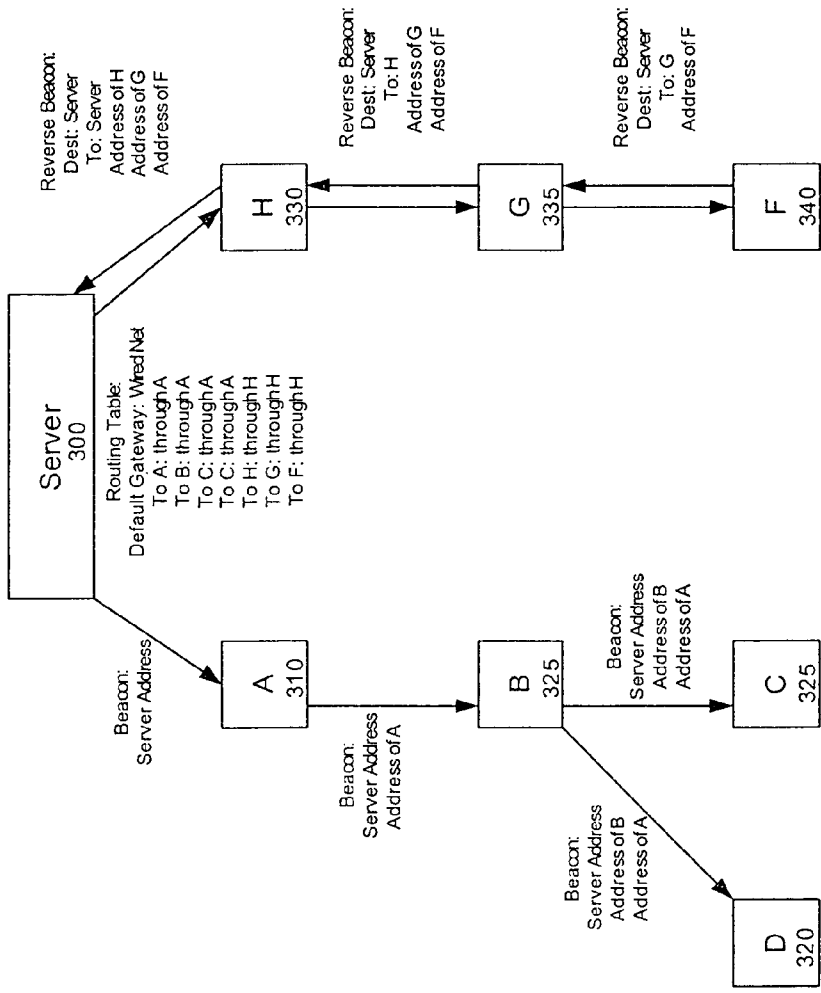 Server
300
Routing Table:
Default Gateway: Wired Net
To A: through A
To B: through A
To C: through A
To C: through A
To H: through H
To G: through H
To F: through H
Beacon:
Server Address
A
310
Beacon:
Server Address
Address of A
B
325
Beacon:
Server Address
Address of B
Address of A
C
325
Beacon:
Server Address
Address of B
Address of A
D
320
Reverse Beacon:
Dest: Server
To: Server
Address of H
Address of G
Address of F
H
330
Reverse Beacon:
Dest: Server
To: H
Address of G
Address of F
G
335
Reverse Beacon:
Dest: Server
To: G
Address of F
F
340